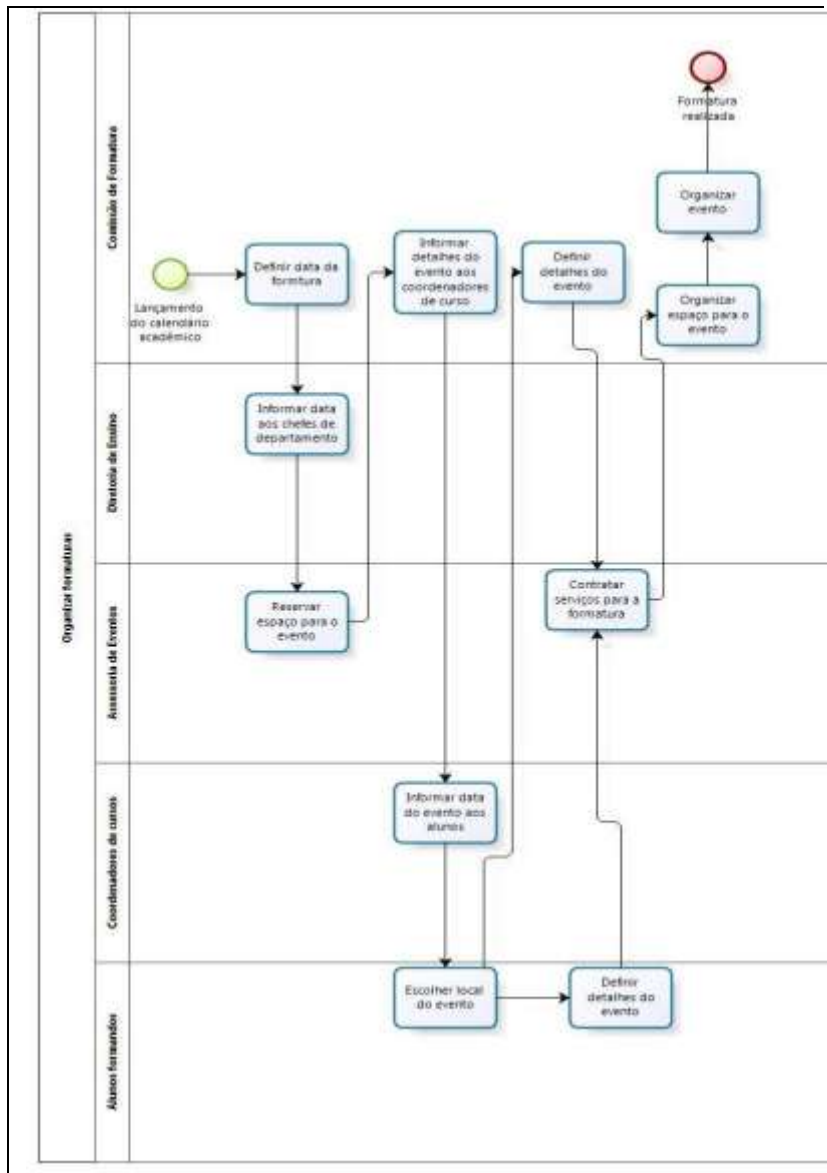 Organizar formaturas
Comissão de Formatura
Lançamento
do calendário
acadêmico
Definir data da
formtura
Informar
detalhes do
evento aos
coordenadores
de curso
Definir
detalhes do
evento
Formatura
realizada
Organizar
evento
Organizar
espaço para o
evento
Diretoria de Ensino
Informar data
aos chefes de
departamento
Assessoria de Eventos
Reservar
espaço para o
evento
Contratar
serviços para a
formatura
Coordenadores de cursos
Informar data
do evento aos
alunos
Alunos formandos
Escolher local
do evento
Definir
detalhes do
evento